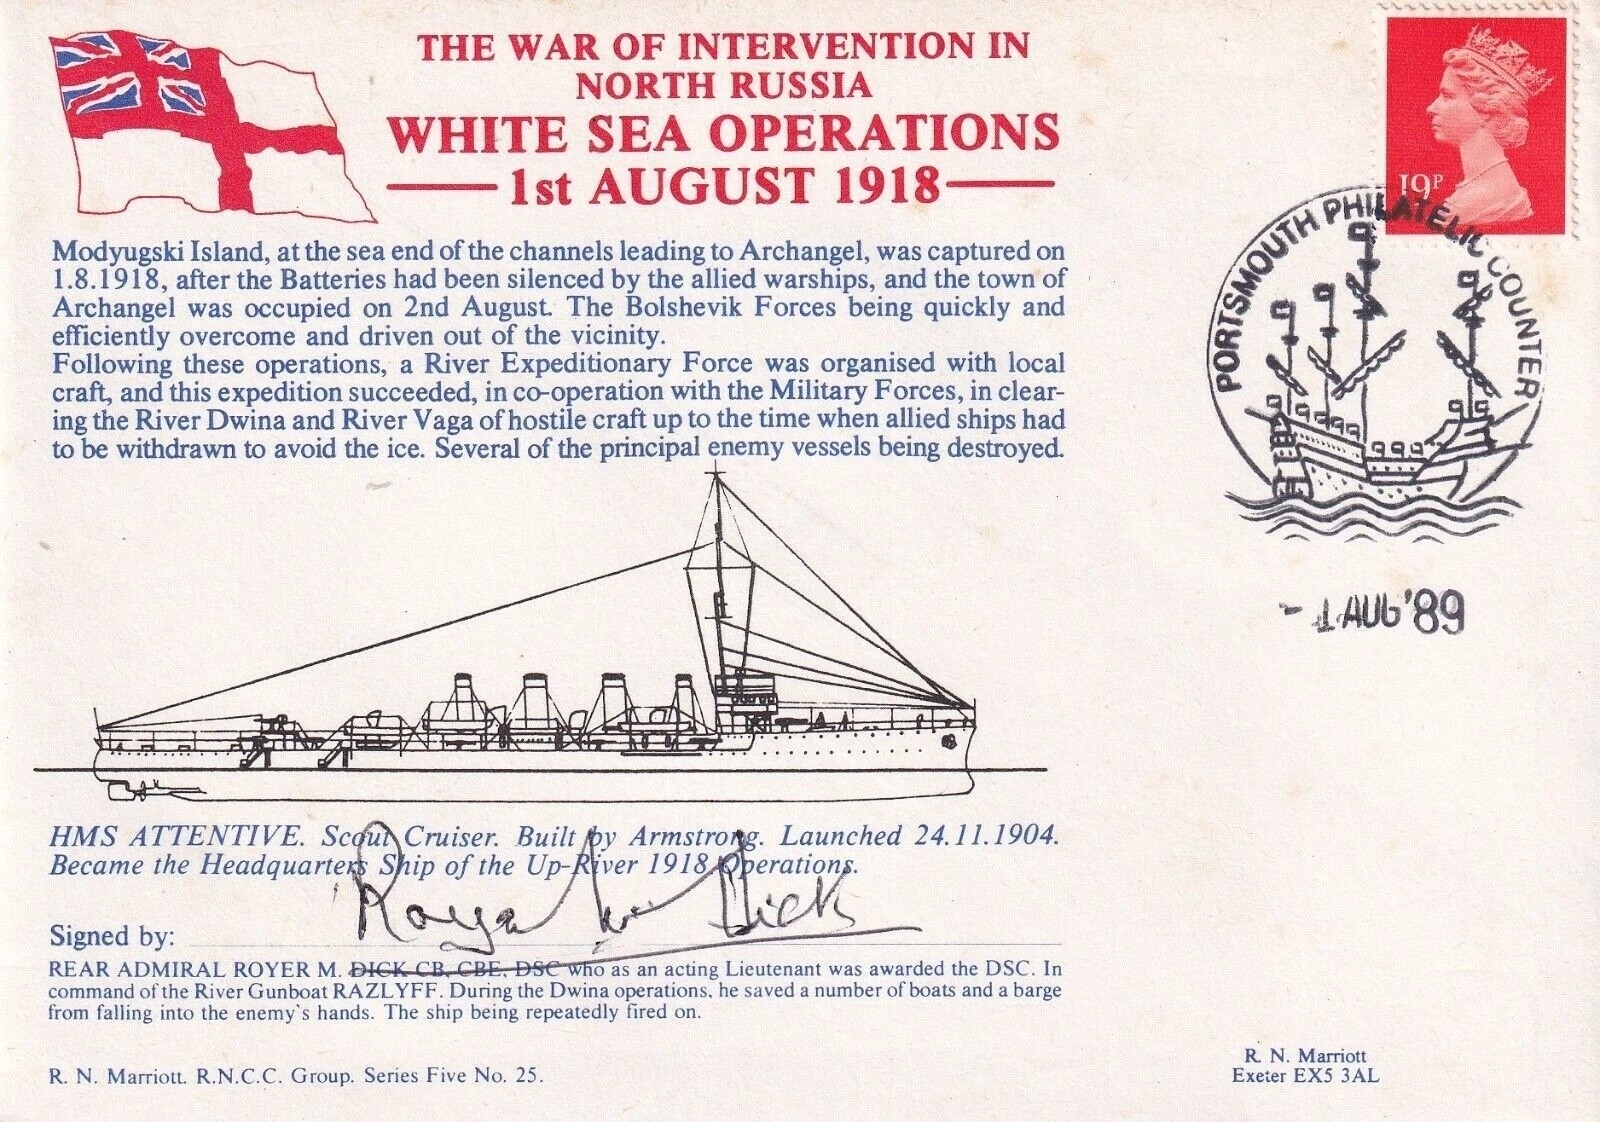 THE WAR OF INTERVENTION IN
NORTH RUSSIA
WHITE SEA OPERATIONS
1st AUGUST 1918
Modyugski Island, at the sea end of the channels leading to Archangel, was captured on
1.8.1918, after the Batteries had been silenced by the allied warships, and the town of
Archangel was occupied on 2nd August. The Bolshevik Forces being quickly and
efficiently overcome and driven out of the vicinity.
Following these operations, a River Expeditionary Force was organised with local
craft, and this expedition succeeded, in co-operation with the Military Forces, in clear-
ing the River Dwina and River Vaga of hostile craft up to the time when allied ships had
to be withdrawn to avoid the ice. Several of the principal enemy vessels being destroyed.
19P
PORTSMOUTH PHILATELIC COUNTER
- 1 AUG '89
HMS ATTENTIVE. Scout Cruiser. Built by Armstrong. Launched 24.11.1904.
Became the Headquarters Ship of the Up-River 1918 Operations.
Royer M Dick
Signed by:
REAR ADMIRAL ROYER M. DICK CB, CBE, DSC who as an acting Lieutenant was awarded the DSC. In
command of the River Gunboat RAZLYFF. During the Dwina operations, he saved a number of boats and a barge
from falling into the enemy's hands. The ship being repeatedly fired on.
R. N. Marriott. R.N.C.C. Group. Series Five No. 25.
R. N. Marriott
Exeter EX5 3AL